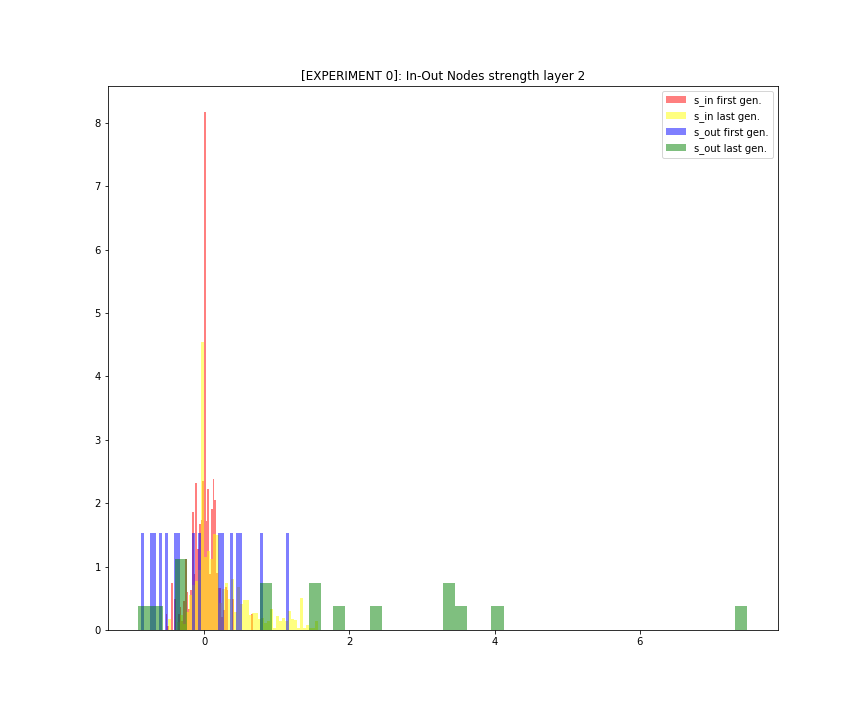 [EXPERIMENT 0]: In-Out Nodes strength layer 2
s_in first gen.
s_in last gen.
s_out first gen.
s_out last gen.
8
7
6
5
4
3
2
1
0
0 2 4 6